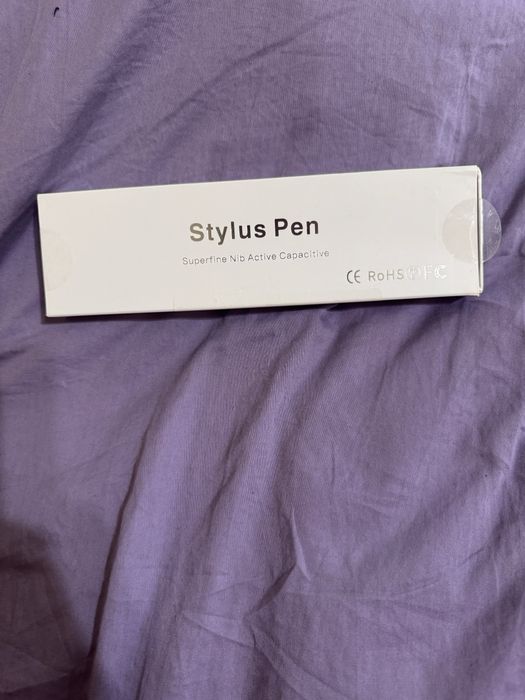 Stylus Pen
Superfine Nib Active Capacitive
CE RoHS FC